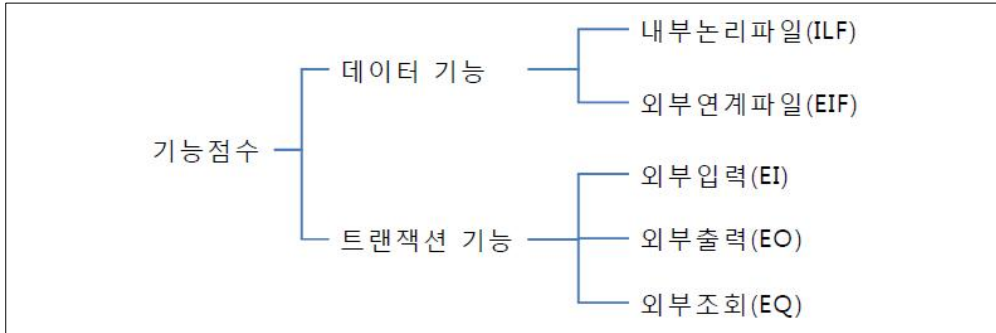 기능점수
데이터 기능
내부논리파일(ILF)
외부연계파일(EIF)
트랜잭션 기능
외부입력(EI)
외부출력(EO)
외부조회(EQ)